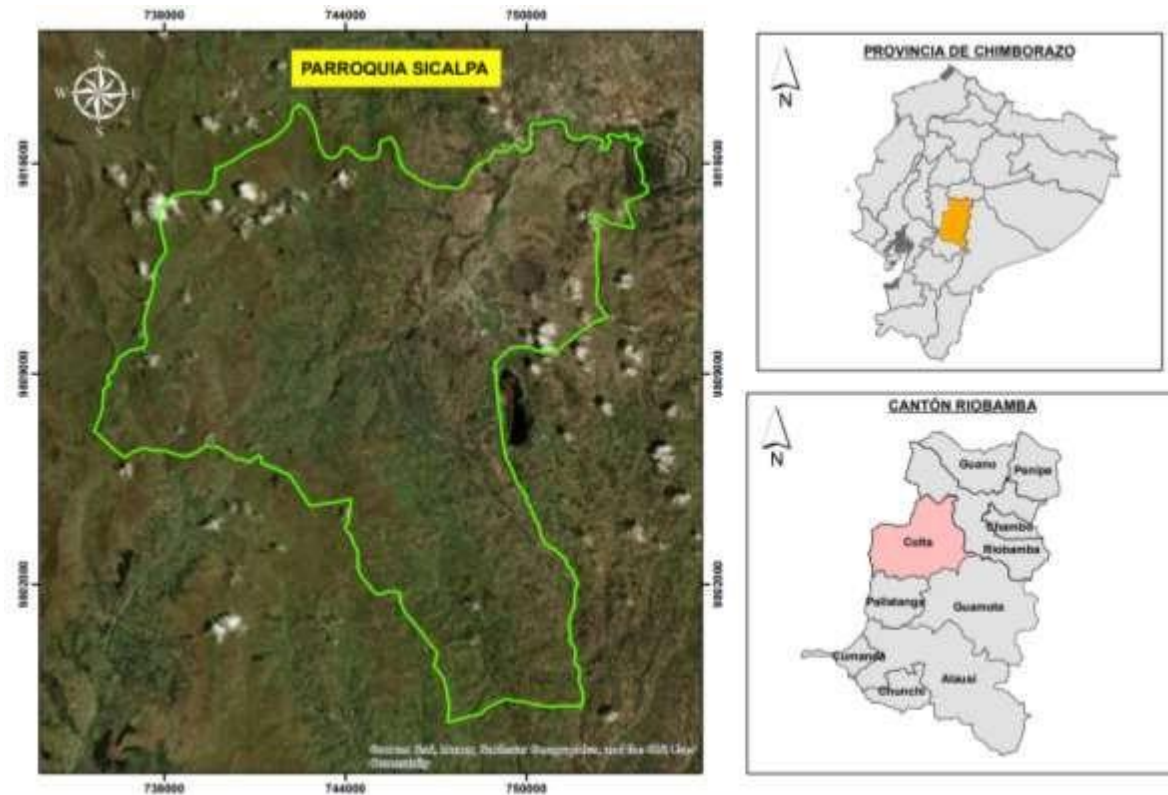 738000 744000 750000
PARROQUIA SICALPA
S
W E
S
9802000
738000 744000 750000
PROVINCIA DE CHIMBORAZO
N
CANTÓN RIOBAMBA
N
Guano
Penipe
Chambo
Colta
Riobamba
Pallatanga
Guamote
Cumandá
Alausí
Chunchi